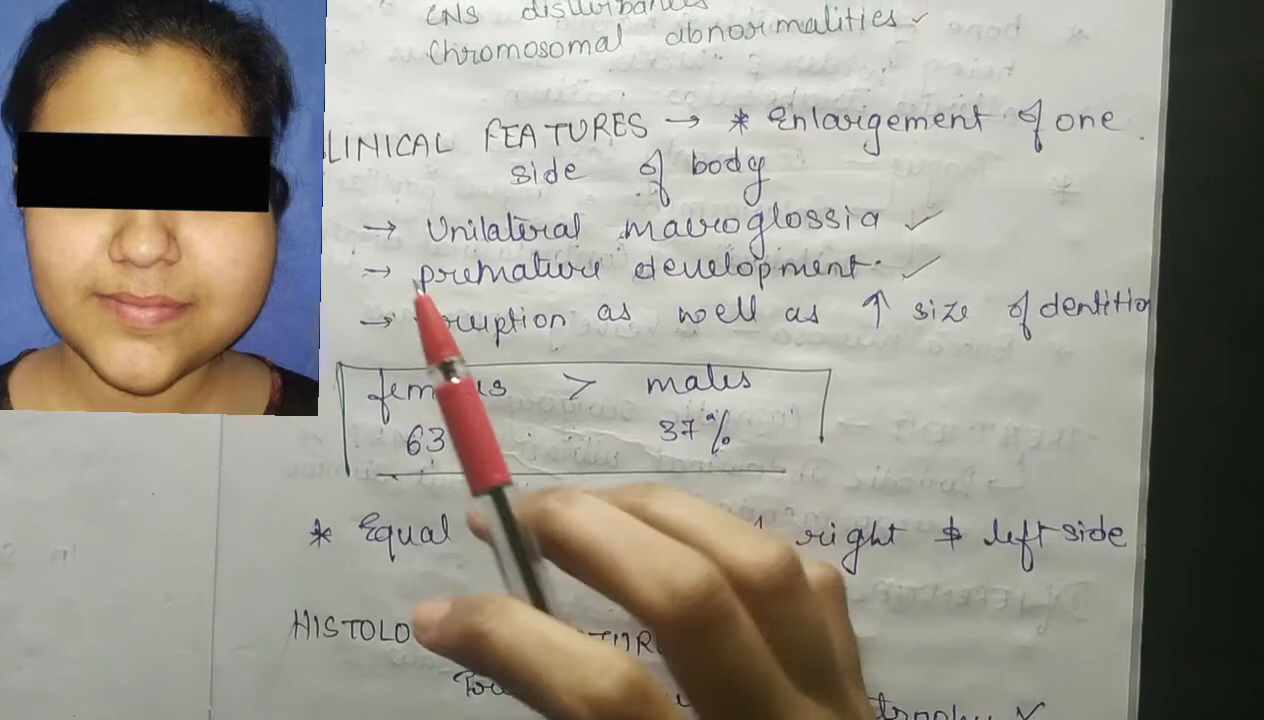 CNS disturbances
Chromosomal abnormalities ✓
LINICAL FEATURES → * Enlargement of one
side of body
→ Unilateral macroglossia ✓
→ premature development. ✓
→ eruption as well as ↑ size of dentition
females > males
63 37%
* Equal right & left side
HISTOLO